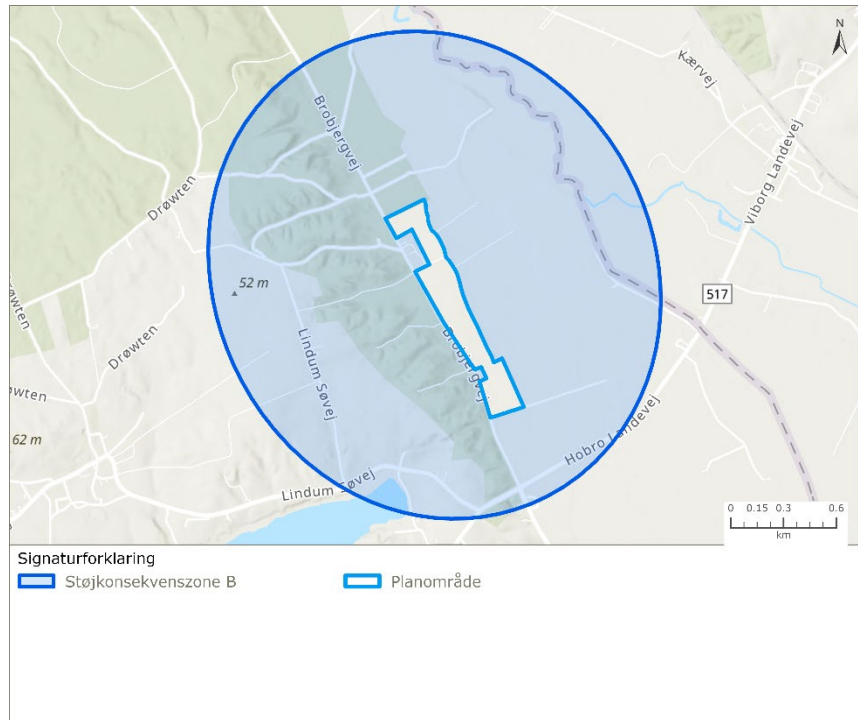 N
Kærvej
Brobjergvej
Viborg Landevej
Drøwten
52 m
517
Drøwten
Lindum Søvej
Brobjergvej
Drøwten
Drøwten
62 m
Hobro Landevej
Lindum Søvej
0 0.15 0.3 0.6
km
Signaturforklaring
Støjkonsekvenszone B
Planområde